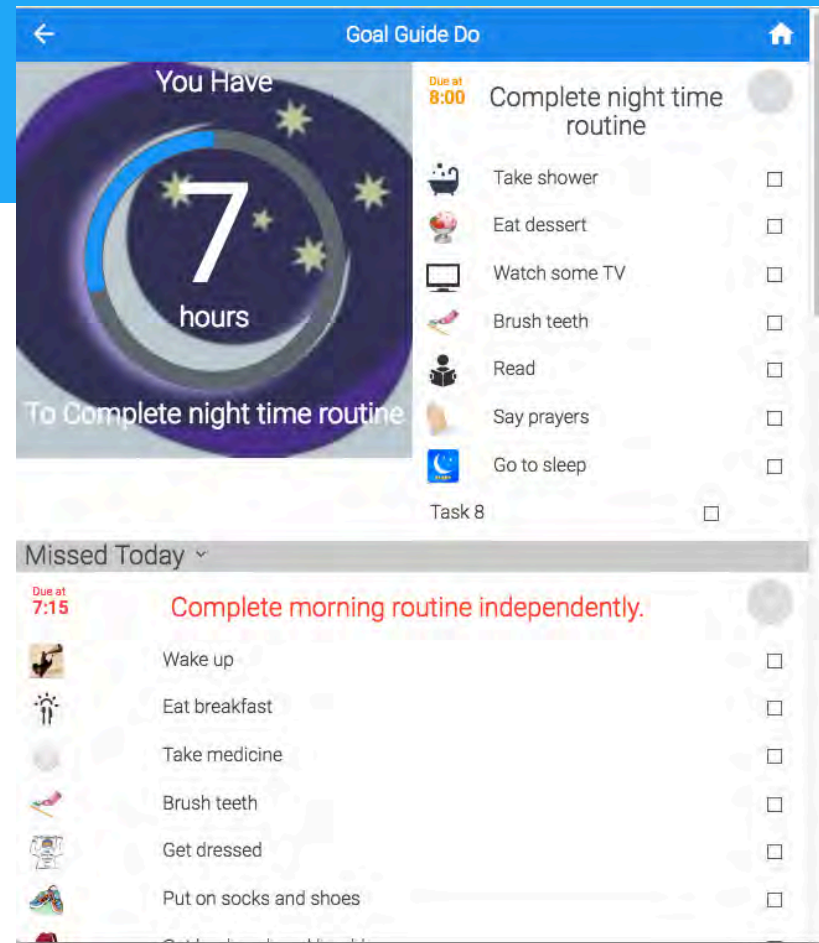 Goal Guide Do
You Have
7
hours
To Complete night time routine
Due at
8:00
Complete night time
routine
Take shower
Eat dessert
Watch some TV
Brush teeth
Read
Say prayers
Go to sleep
Task 8
Missed Today
Due at
7:15
Complete morning routine independently.
Wake up
Eat breakfast
Take medicine
Brush teeth
Get dressed
Put on socks and shoes